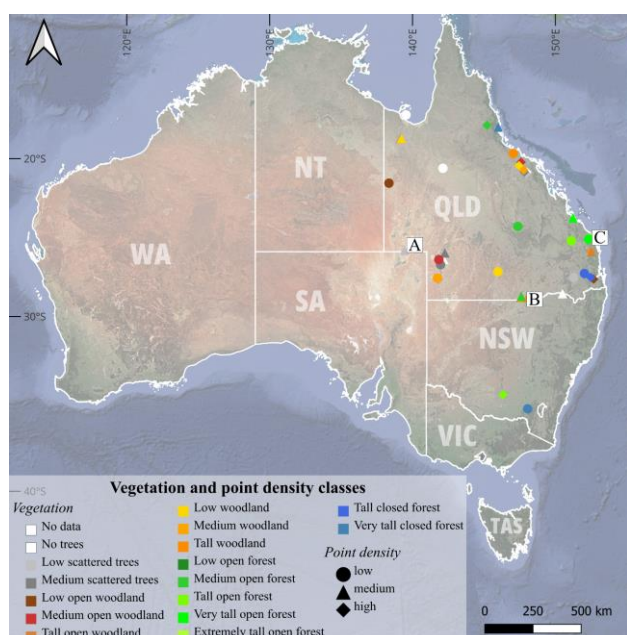 120°E
130°E
140°E
150°E
20°S
30°S
40°S
NT
QLD
WA
SA
NSW
VIC
TAS
A
B
C
Vegetation and point density classes
Vegetation
No data
No trees
Low scattered trees
Medium scattered trees
Low open woodland
Medium open woodland
Tall open woodland
Low woodland
Medium woodland
Tall woodland
Low open forest
Medium open forest
Tall open forest
Very tall open forest
Extremely tall open forest
Tall closed forest
Very tall closed forest
Point density
low
medium
high
0 250 500 km